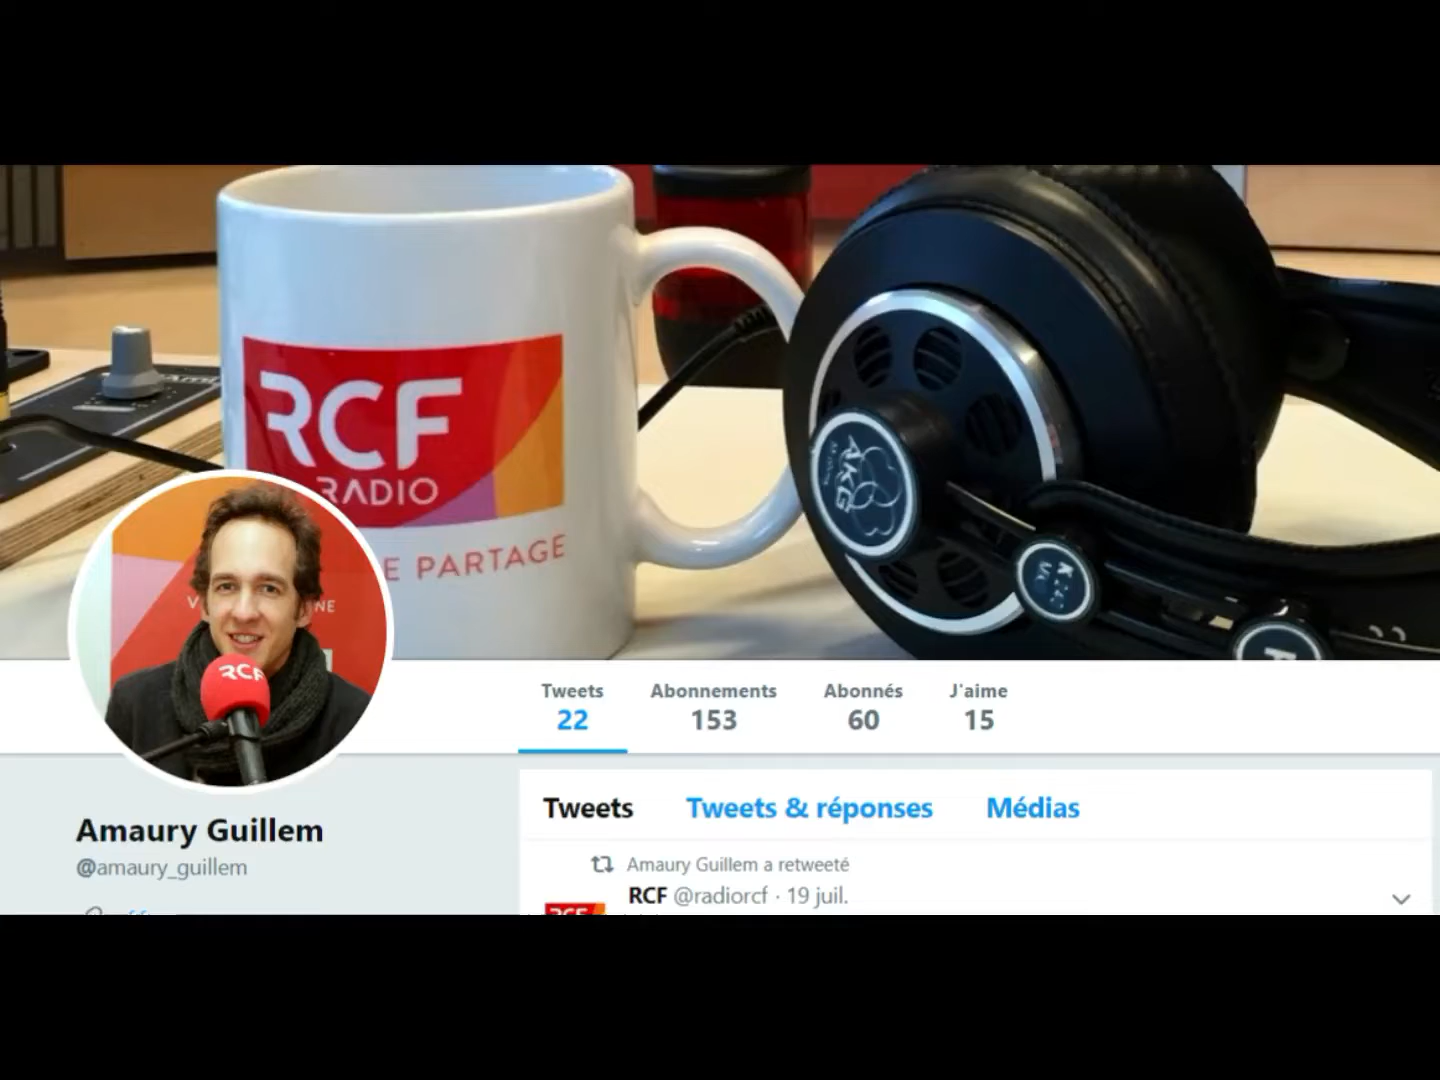 RCF
RADIO
E PARTAGE
AKG
RCF
Tweets Abonnements Abonnés J'aime
22 153 60 15
Tweets Tweets & réponses Médias
Amaury Guillem
@amaury_guillem
Amaury Guillem a retweeté
RCF @radiorcf · 19 juil.